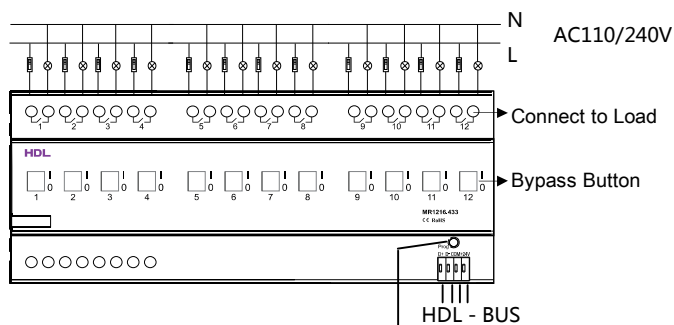 N
AC110/240V
L
1 2 3 4 5 6 7 8 9 10 11 12
Connect to Load
HDL
I I I I I I I I I I I I
0 0 0 0 0 0 0 0 0 0 0 0
Bypass Button
1 2 3 4 5 6 7 8 9 10 11 12
MR1216.433
CE RoHS
Prog
D+ D- COM +24V
HDL - BUS